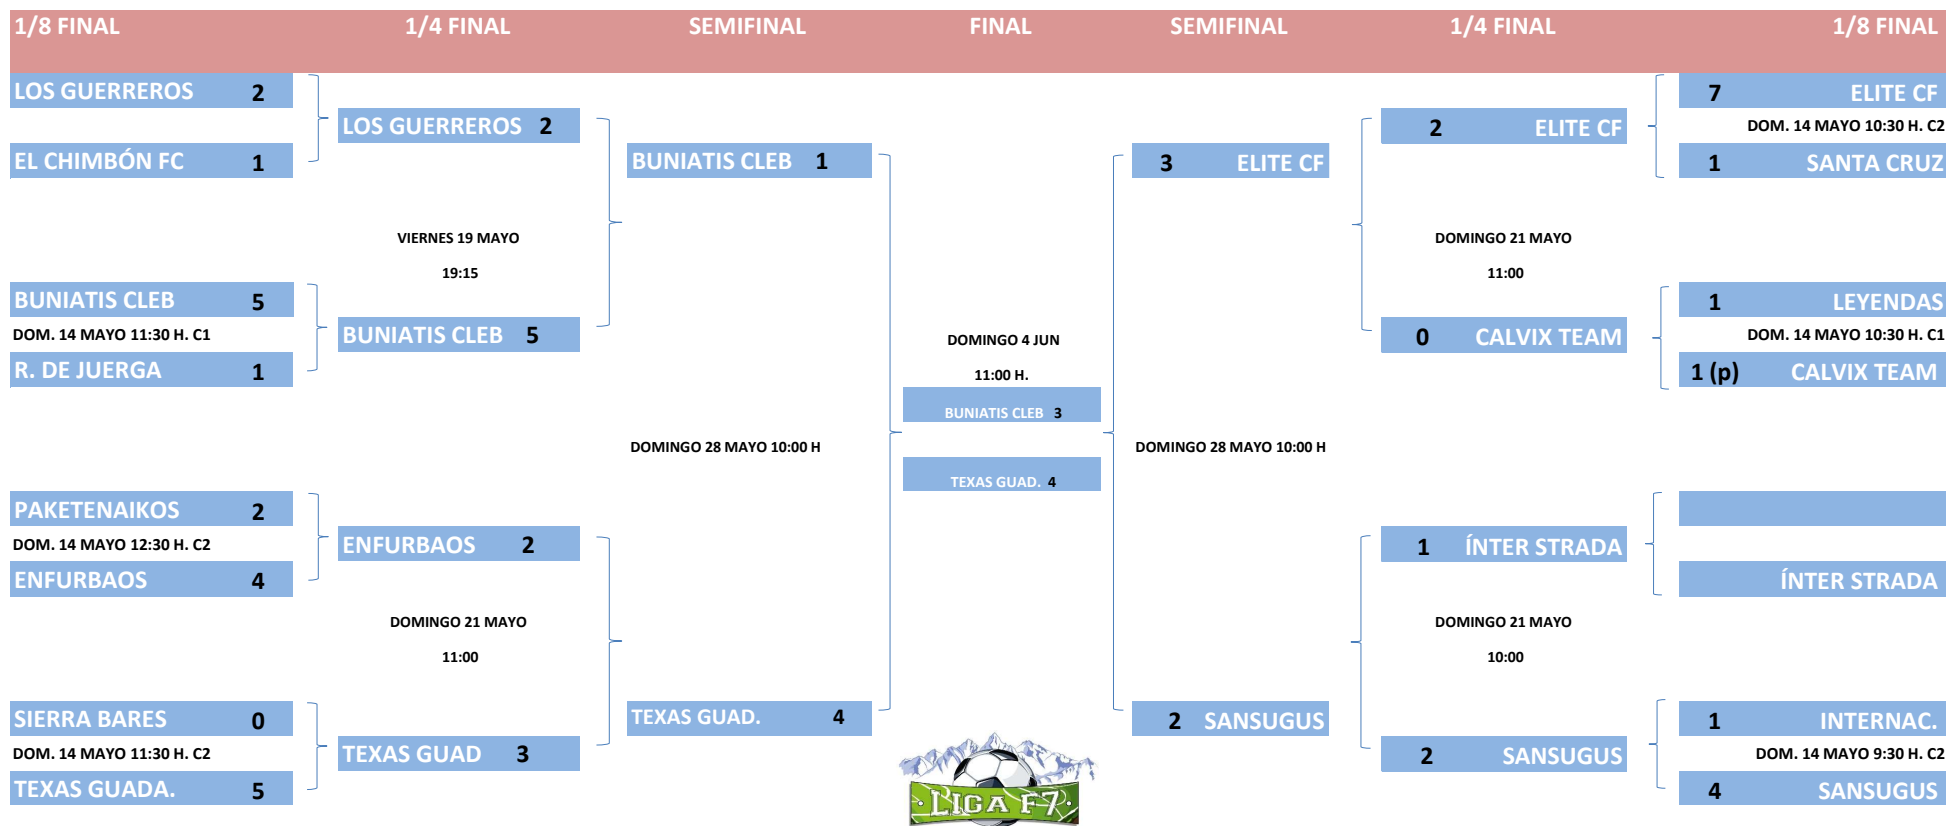 1/8 FINAL 1/4 FINAL SEMIFINAL FINAL SEMIFINAL 1/4 FINAL 1/8 FINAL
LOS GUERREROS 2
EL CHIMBÓN FC 1
BUNIATIS CLEB 5
DOM. 14 MAYO 11:30 H. C1
R. DE JUERGA 1
PAKETENAIKOS 2
DOM. 14 MAYO 12:30 H. C2
ENFURBAOS 4
SIERRA BARES 0
DOM. 14 MAYO 11:30 H. C2
TEXAS GUADA. 5
LOS GUERREROS 2
VIERNES 19 MAYO
19:15
BUNIATIS CLEB 5
ENFURBAOS 2
DOMINGO 21 MAYO
11:00
TEXAS GUAD 3
BUNIATIS CLEB 1
DOMINGO 28 MAYO 10:00 H
TEXAS GUAD. 4
DOMINGO 4 JUN
11:00 H.
BUNIATIS CLEB 3
TEXAS GUAD. 4
LIGA F7
3 ELITE CF
DOMINGO 28 MAYO 10:00 H
2 SANSUGUS
2 ELITE CF
DOMINGO 21 MAYO
11:00
0 CALVIX TEAM
1 ÍNTER STRADA
DOMINGO 21 MAYO
10:00
2 SANSUGUS
7 ELITE CF
DOM. 14 MAYO 10:30 H. C2
1 SANTA CRUZ
1 LEYENDAS
DOM. 14 MAYO 10:30 H. C1
1 (p) CALVIX TEAM
ÍNTER STRADA
1 INTERNAC.
DOM. 14 MAYO 9:30 H. C2
4 SANSUGUS